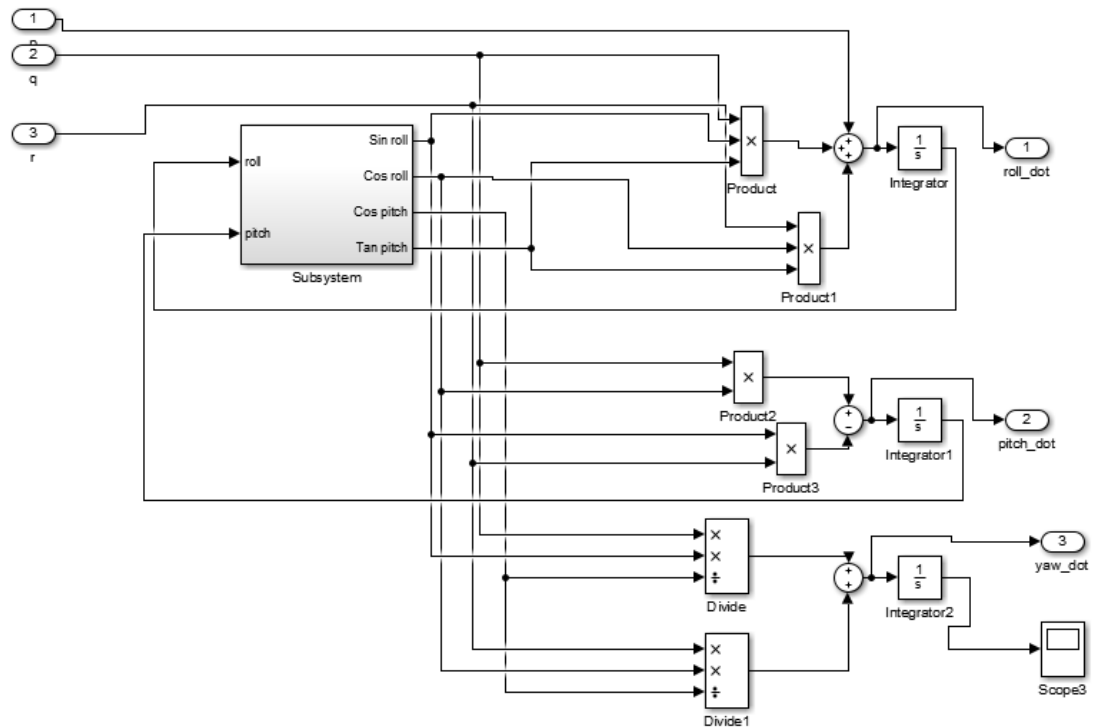 1
2
q
3
r
Sin roll
roll
Cos roll
Cos pitch
pitch
Tan pitch
Subsystem
×
Product
×
Product1
+
+
+
1
s
Integrator
1
roll_dot
×
Product2
×
Product3
+
−
1
s
Integrator1
2
pitch_dot
×
×
÷
Divide
+
+
1
s
Integrator2
3
yaw_dot
×
×
÷
Divide1
Scope3